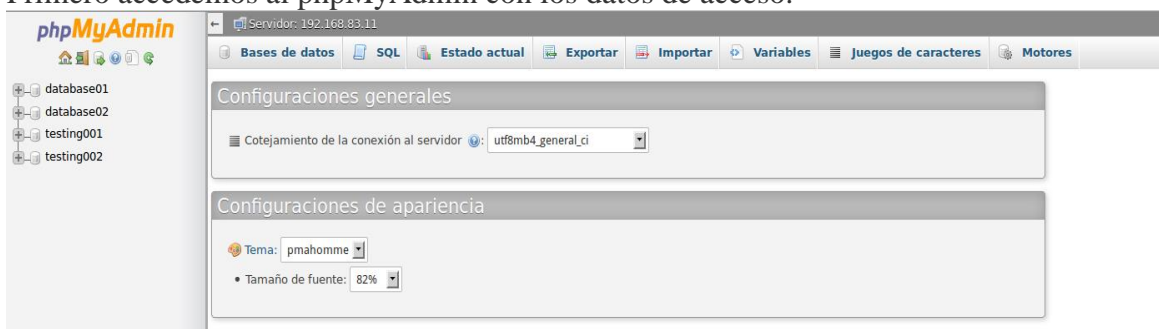 Primero accedemos al phpMyAdmin con los datos de acceso.
phpMyAdmin
database01
database02
testing001
testing002
Servidor: 192.168.83.11
Bases de datos SQL Estado actual Exportar Importar Variables Juegos de caracteres Motores
Configuraciones generales
Cotejamiento de la conexión al servidor : utf8mb4_general_ci
Configuraciones de apariencia
Tema: pmahomme
• Tamaño de fuente: 82%